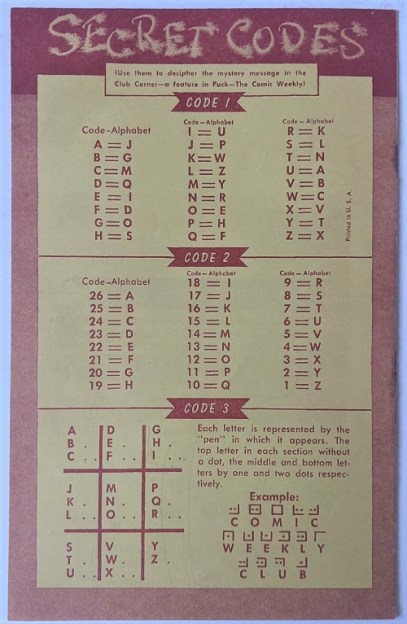 SECRET CODES
(Use them to decipher the mystery message in the
Club Corner—a feature in Puck—The Comic Weekly)
CODE 1
Code–Alphabet
A = J
B = G
C = M
D = Q
E = I
F = D
G = O
H = S
Code–Alphabet
I = U
J = P
K = W
L = Z
M = Y
N = R
O = E
P = H
Q = F
Code–Alphabet
R = K
S = L
T = N
U = A
V = B
W = C
X = V
Y = T
Z = X
Printed in U. S. A.
CODE 2
Code–Alphabet
26 = A
25 = B
24 = C
23 = D
22 = E
21 = F
20 = G
19 = H
Code–Alphabet
18 = I
17 = J
16 = K
15 = L
14 = M
13 = N
12 = O
11 = P
10 = Q
Code–Alphabet
9 = R
8 = S
7 = T
6 = U
5 = V
4 = W
3 = X
2 = Y
1 = Z
CODE 3
A D G
B . E . H .
C . . F . . I . .
J M P
K . N . Q .
L . . O . . R . .
S V Y
T . W . Z .
U . . X . .
Each letter is represented by the
"pen" in which it appears. The
top letter in each section without
a dot, the middle and bottom let-
ters by one and two dots respec-
tively.
Example:
C O M I C
W E E K L Y
C L U B